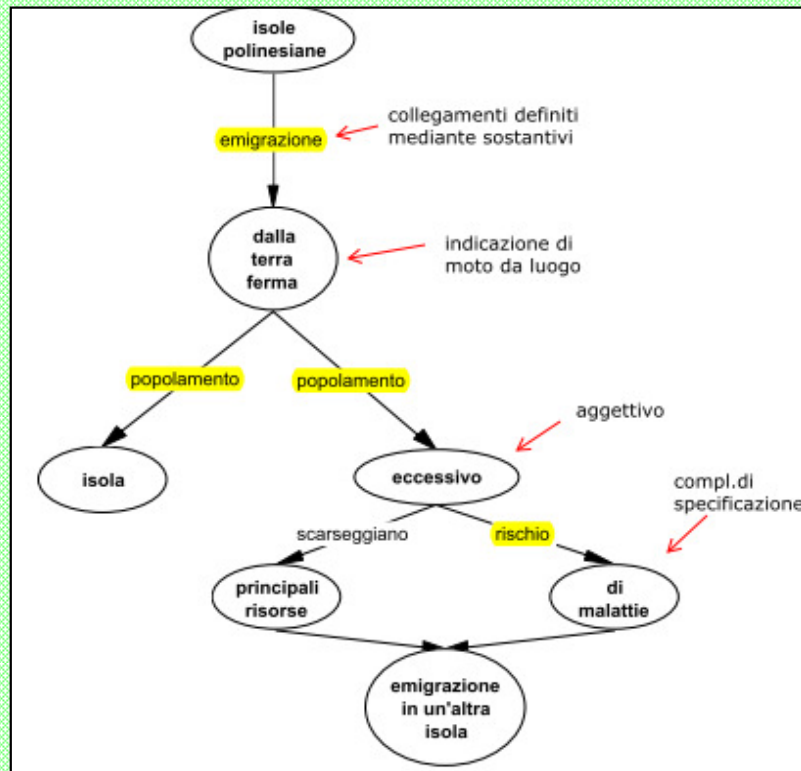 isole
polinesiane
collegamenti definiti
mediante sostantivi
emigrazione
dalla
terra
ferma
indicazione di
moto da luogo
popolamento
popolamento
aggettivo
isola
eccessivo
compl.di
specificazione
scarseggiano
rischio
principali
risorse
di
malattie
emigrazione
in un'altra
isola